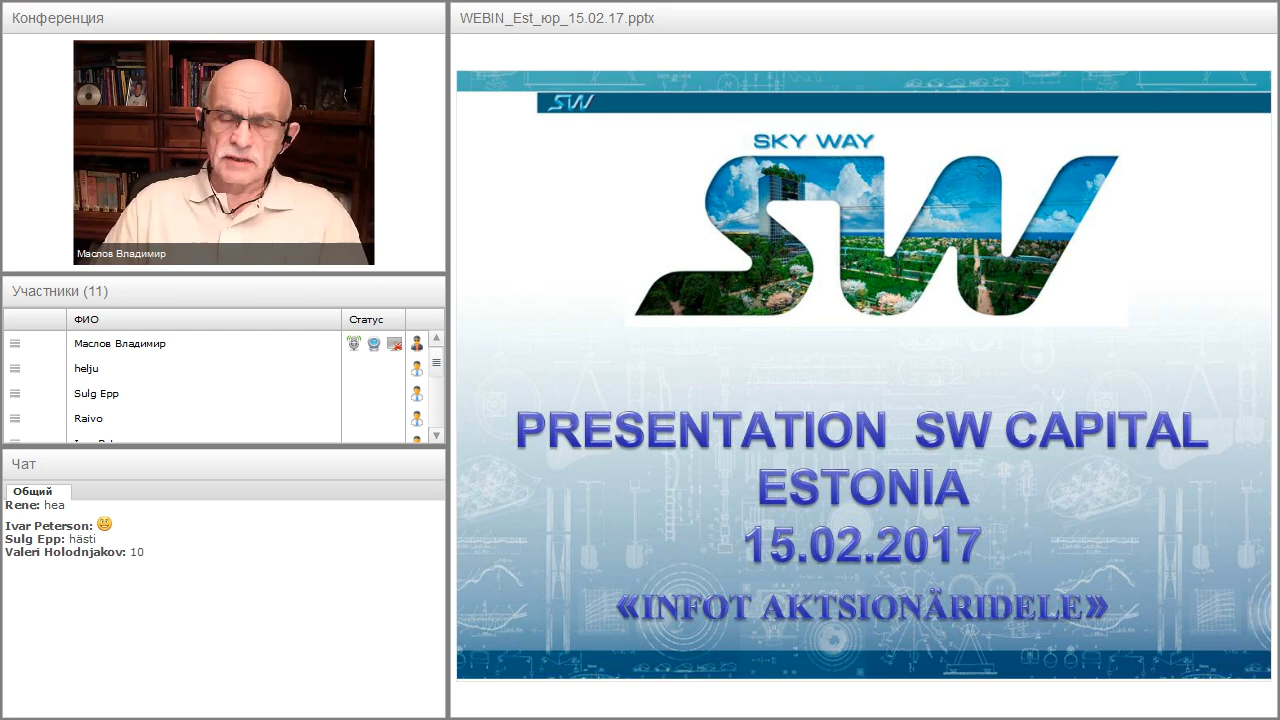 Конференция
Маслов Владимир
Участники (11)
ФИО
Статус
Маслов Владимир
helju
Sulg Epp
Raivo
Чат
Общий
Rene: hea
Ivar Peterson:
Sulg Epp: hästi
Valeri Holodnjakov: 10
WEBIN_Est_юр_15.02.17.pptx
SW
SKY WAY
SW
PRESENTATION SW CAPITAL
ESTONIA
15.02.2017
«INFOT AKTSIONÄRIDELE»